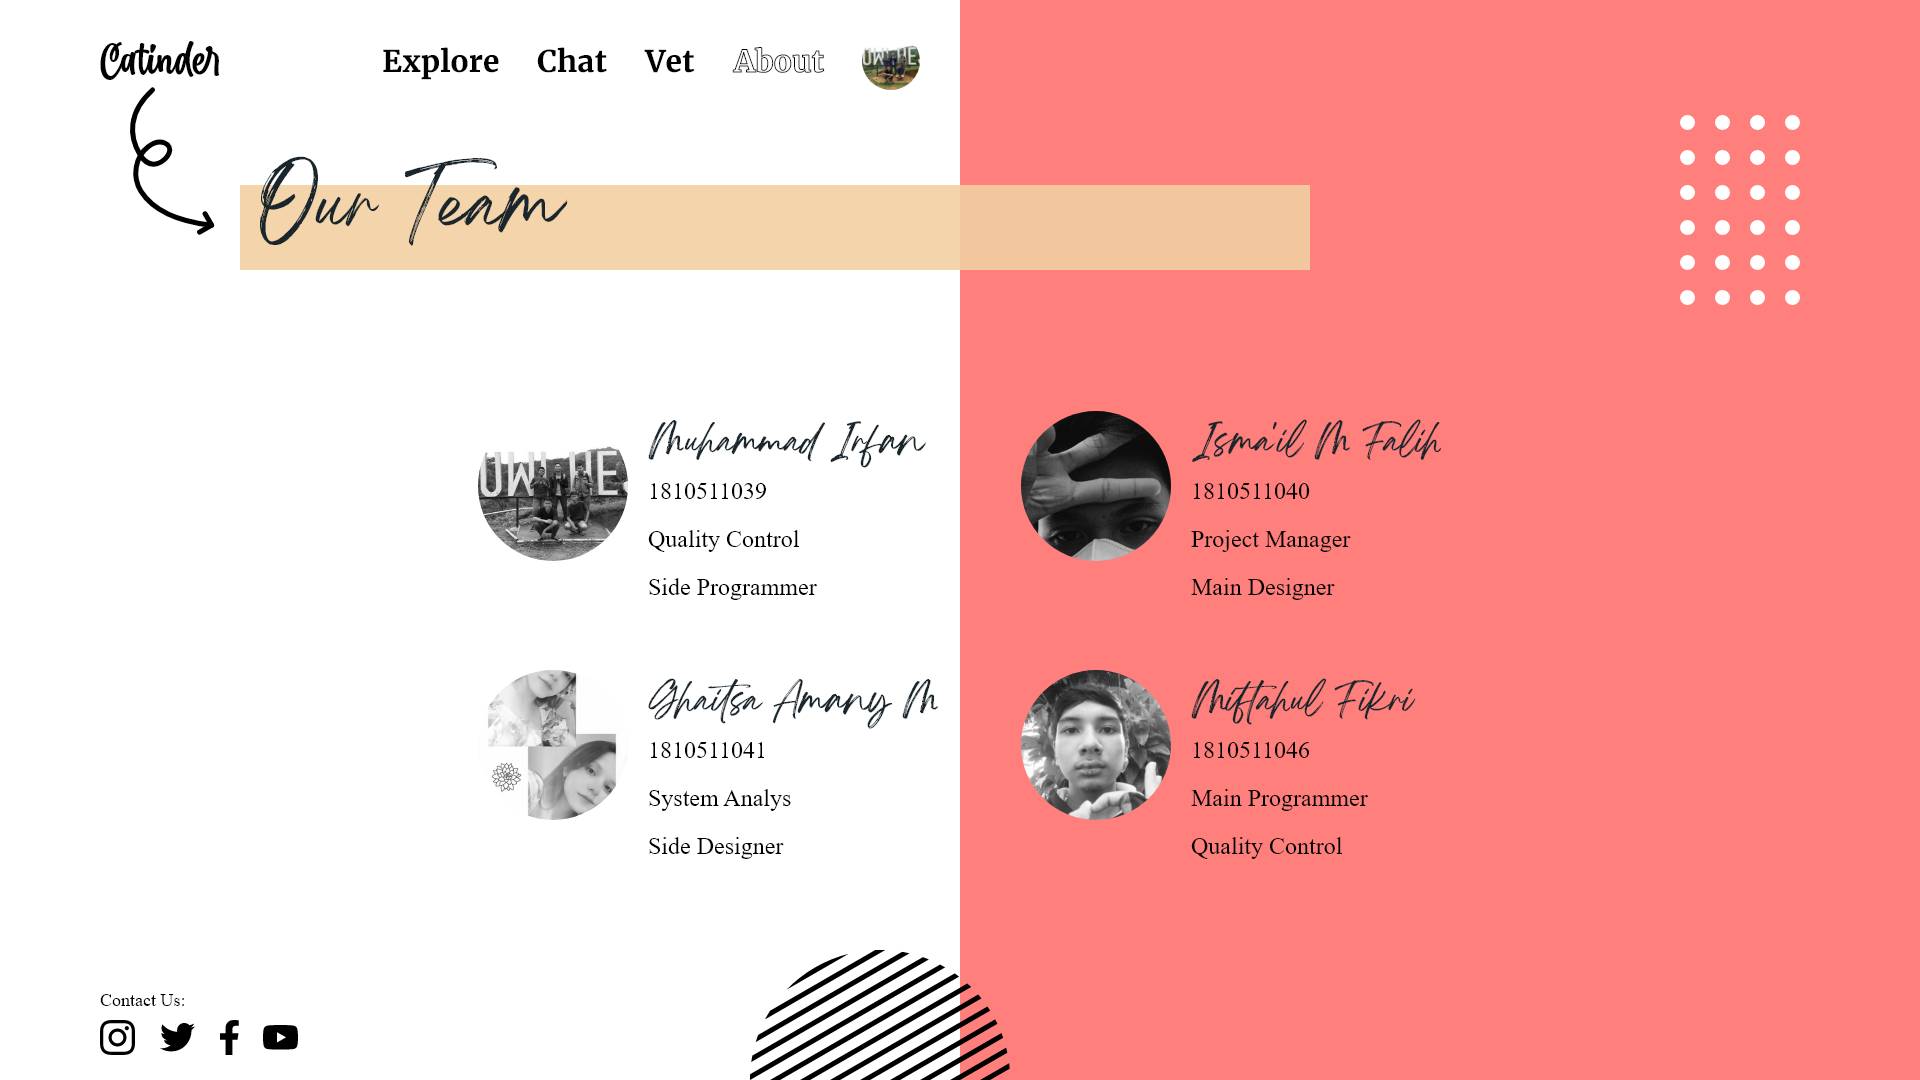 Catinder
Explore Chat Vet About
Our Team
Muhammad Irfan
1810511039
Quality Control
Side Programmer
Isma'il M Falih
1810511040
Project Manager
Main Designer
Ghaitsa Amany M
1810511041
System Analys
Side Designer
Miftahul Fikri
1810511046
Main Programmer
Quality Control
Contact Us: